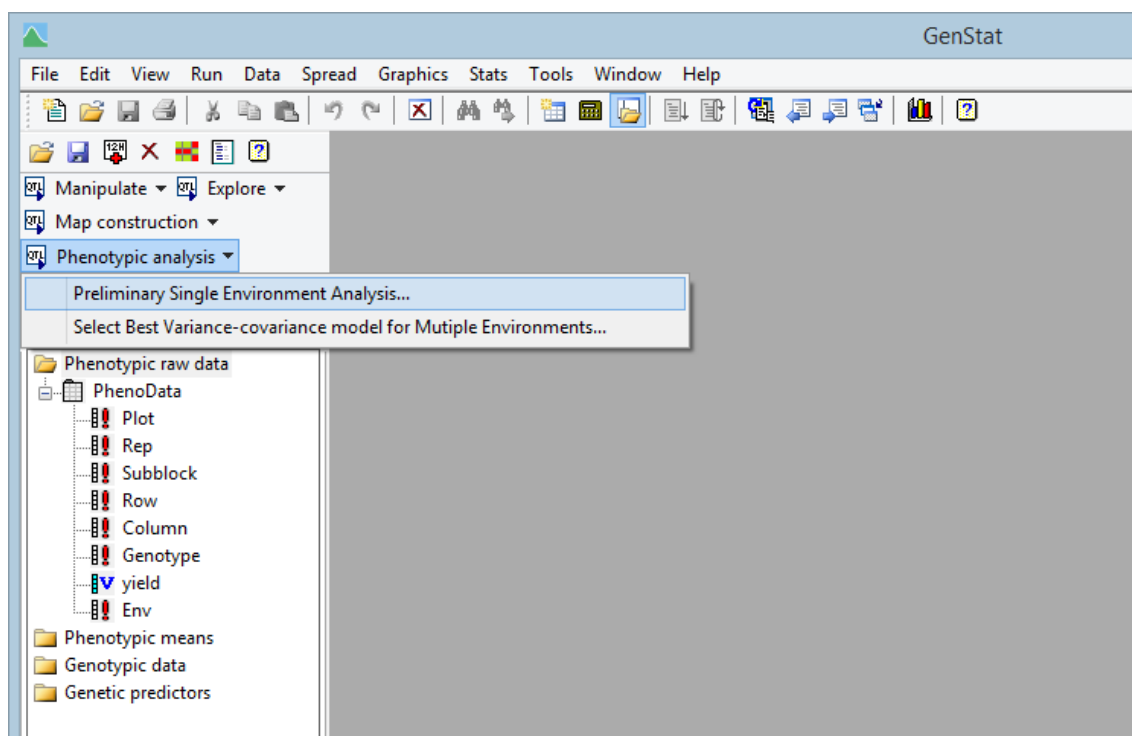 GenStat
File Edit View Run Data Spread Graphics Stats Tools Window Help
Manipulate Explore
Map construction
Phenotypic analysis
Preliminary Single Environment Analysis...
Select Best Variance-covariance model for Mutiple Environments...
Phenotypic raw data
PhenoData
Plot
Rep
Subblock
Row
Column
Genotype
yield
Env
Phenotypic means
Genotypic data
Genetic predictors